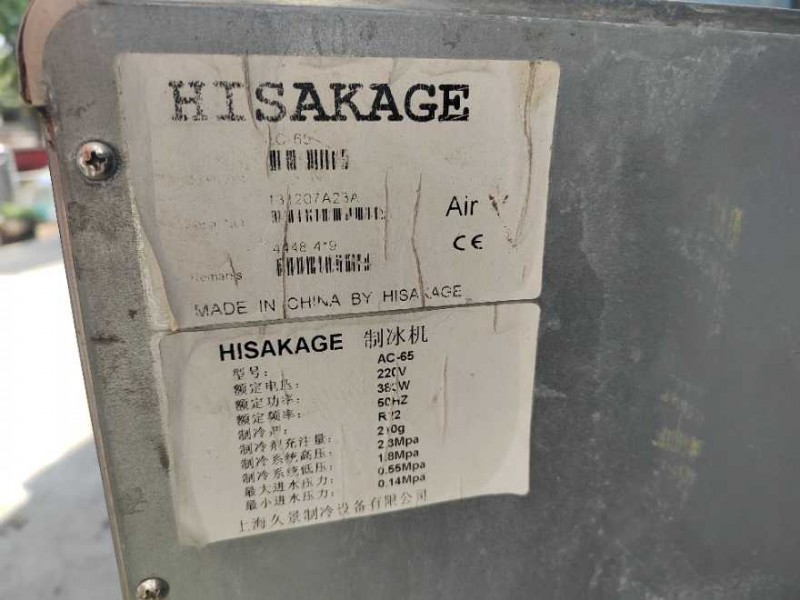 HISAKAGE
AC-65
131207A23A
Air
CE
Remarks
MADE IN CHINA BY HISAKAGE
HISAKAGE 制冰机
型号: AC-65
额定电压: 220V
额定功率: 383W
额定频率: 50HZ
制冷剂: R22
制冷剂充注量: 210g
制冷系统高压: 2.3Mpa
制冷系统低压: 1.8Mpa
最大进水压力: 0.55Mpa
最小进水压力: 0.14Mpa
上海久景制冷设备有限公司